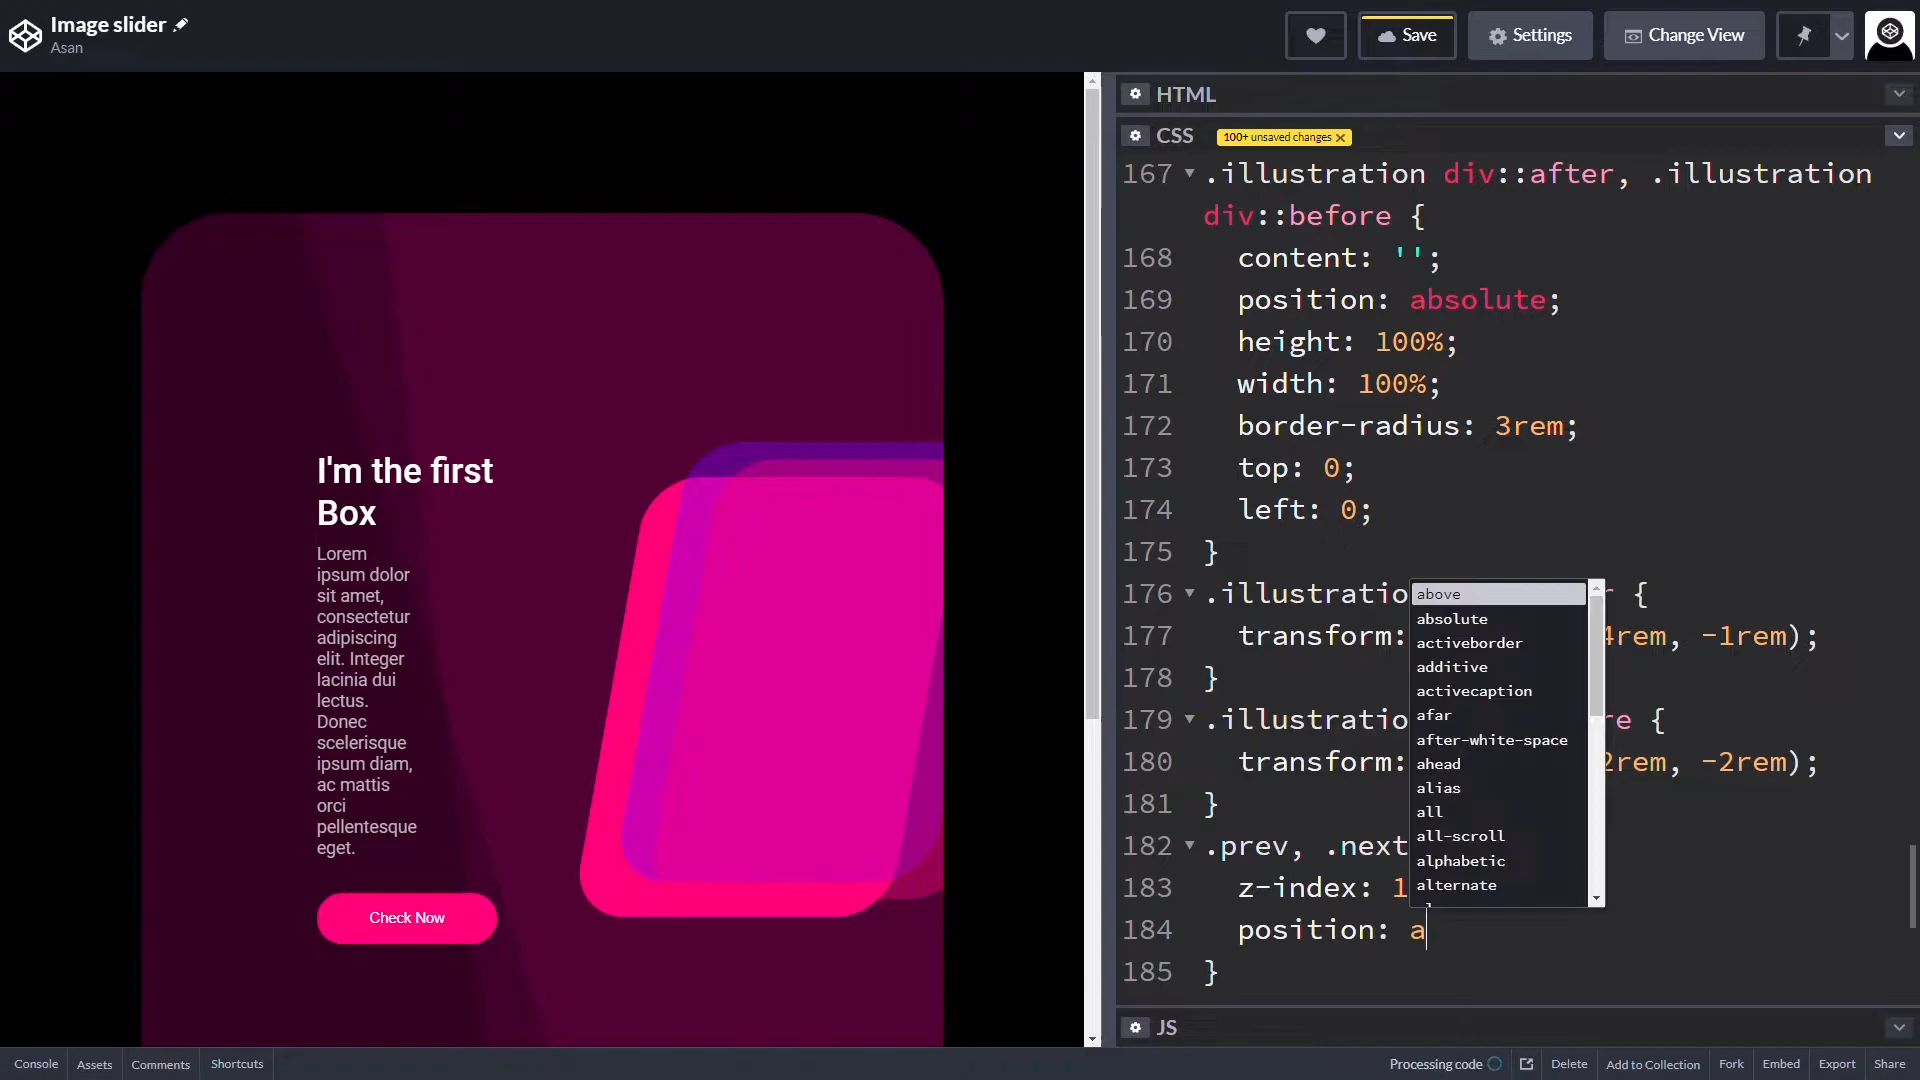 Image slider
Asan
Save
Settings
Change View
I'm the first
Box
Lorem
ipsum dolor
sit amet,
consectetur
adipiscing
elit. Integer
lacinia dui
lectus.
Donec
scelerisque
ipsum diam,
ac mattis
orci
pellentesque
eget.
Check Now
HTML
CSS 100+ unsaved changes
167 .illustration div::after, .illustration
div::before {
168 content: '';
169 position: absolute;
170 height: 100%;
171 width: 100%;
172 border-radius: 3rem;
173 top: 0;
174 left: 0;
175 }
176 .illustratio r {
177 transform: 4rem, -1rem);
178 }
179 .illustratio re {
180 transform: 2rem, -2rem);
181 }
182 .prev, .next
183 z-index: 1
184 position: a
185 }
above
absolute
activeborder
additive
activecaption
afar
after-white-space
ahead
alias
all
all-scroll
alphabetic
alternate
JS
Console Assets Comments Shortcuts
Processing code Delete Add to Collection Fork Embed Export Share